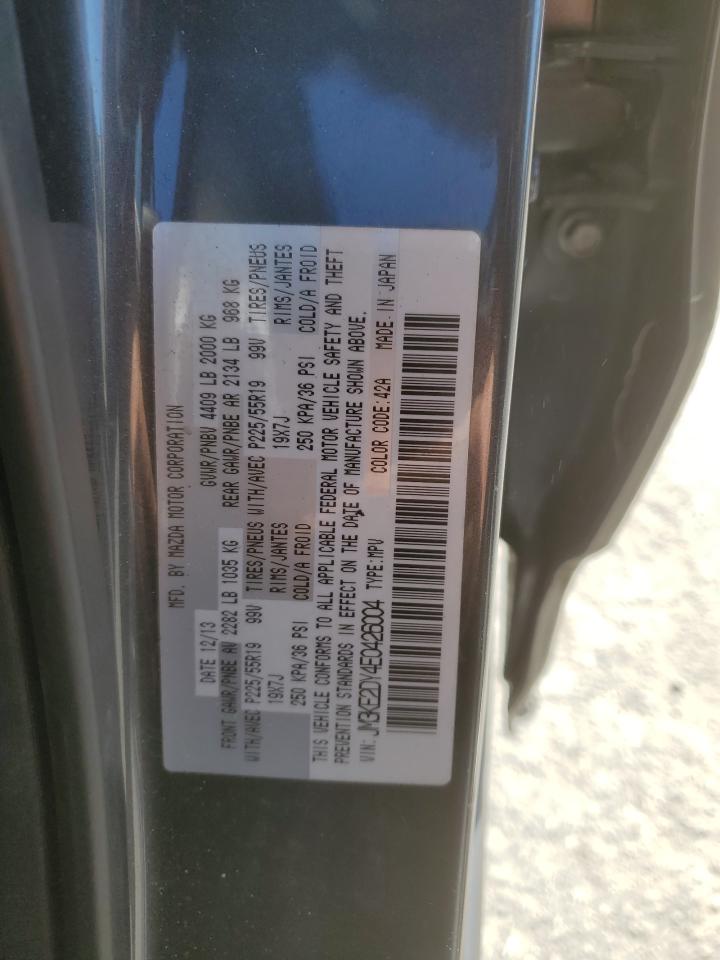 MFD. BY MAZDA MOTOR CORPORATION
DATE 12/13 GVWR/PNBV 4409 LB 2000 KG
FRONT GAWR/PNBE AV 2282 LB 1035 KG REAR GAWR/PNBE AR 2134 LB 968 KG
WITH/AVEC P225/55R19 99V TIRES/PNEUS WITH/AVEC P225/55R19 99V TIRES/PNEUS
19X7J RIMS/JANTES 19X7J RIMS/JANTES
250 KPA/36 PSI COLD/A FROID 250 KPA/36 PSI COLD/A FROID
THIS VEHICLE CONFORMS TO ALL APPLICABLE FEDERAL MOTOR VEHICLE SAFETY AND THEFT
PREVENTION STANDARDS IN EFFECT ON THE DATE OF MANUFACTURE SHOWN ABOVE.
VIN: JM3KE2DY4E0426004 TYPE:MPV COLOR CODE:42A MADE IN JAPAN